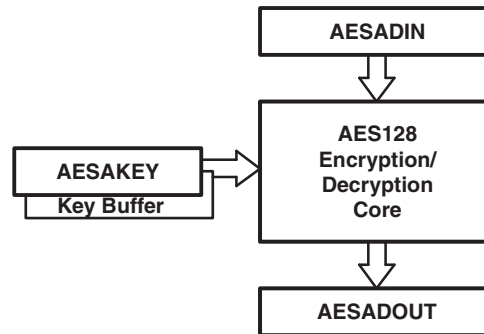 AESADIN
AES128
Encryption/
Decryption
Core
AESAKEY
Key Buffer
AESADOUT